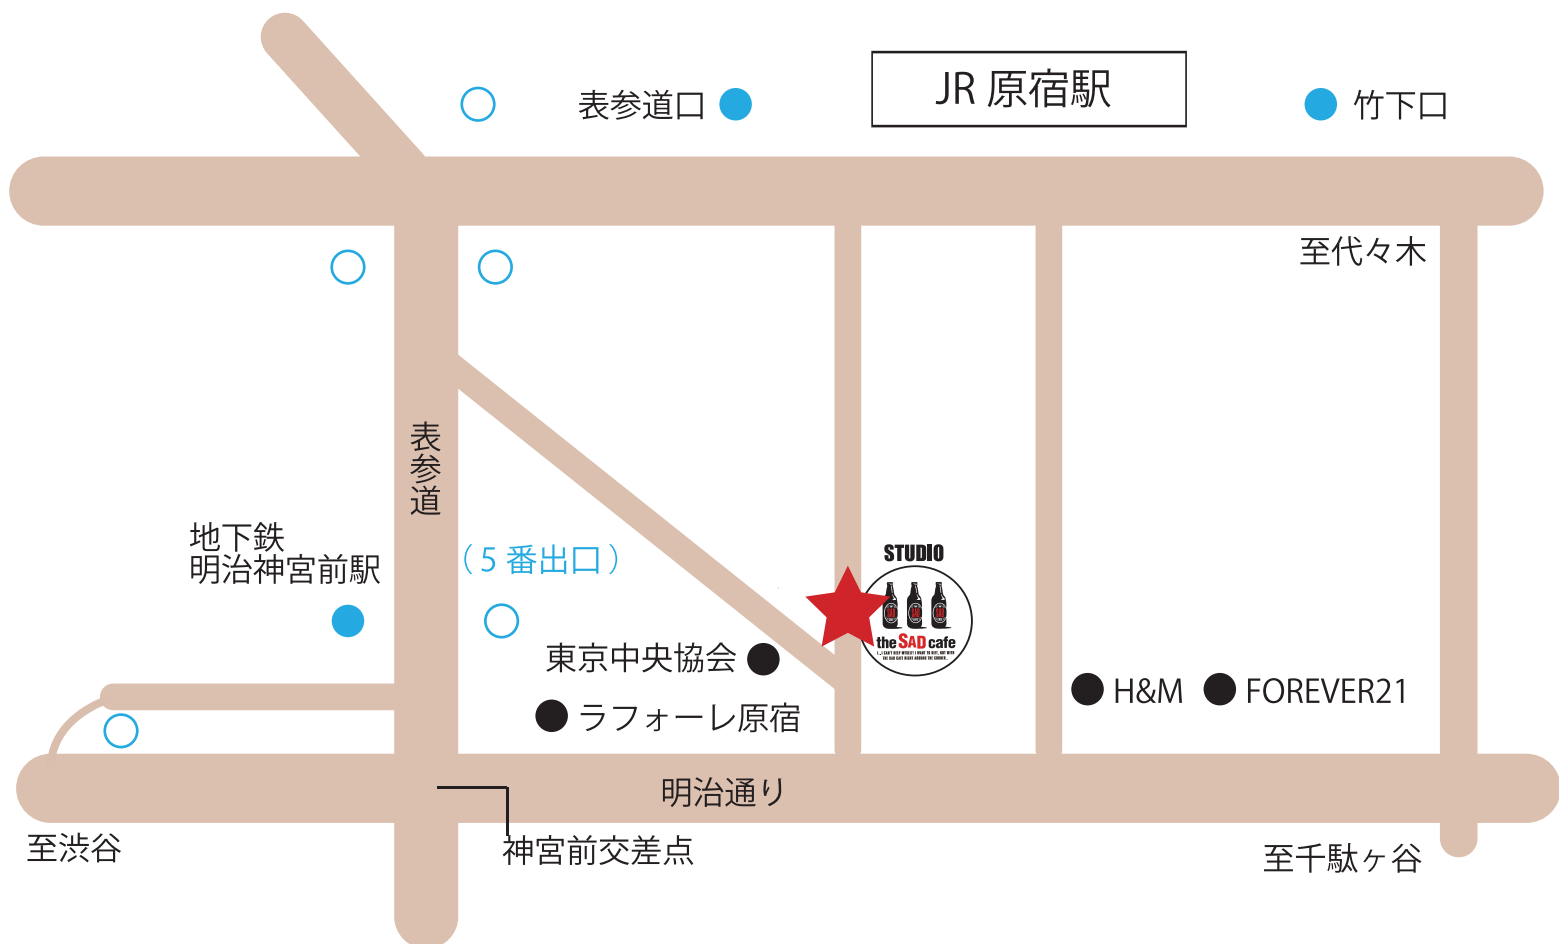 JR 原宿駅
表参道口
竹下口
至代々木
表参道
地下鉄
明治神宮前駅
（5 番出口）
STUDIO
the SAD cafe
東京中央協会
ラフォーレ原宿
H&M
FOREVER21
明治通り
至渋谷
神宮前交差点
至千駄ヶ谷